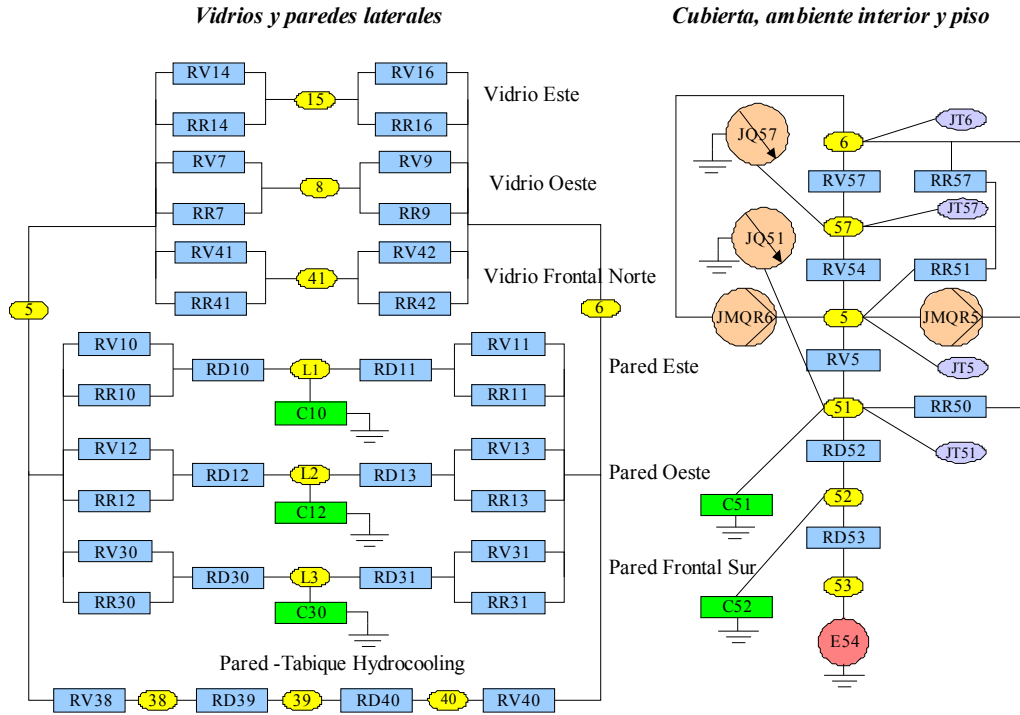 Vidrios y paredes laterales
Cubierta, ambiente interior y piso
RV14
RV16
15
Vidrio Este
RR14
RR16
RV7
RV9
8
Vidrio Oeste
RR7
RR9
RV41
RV42
41
Vidrio Frontal Norte
RR41
RR42
5
6
RV10
RV11
RD10
L1
RD11
Pared Este
RR10
RR11
C10
RV12
RV13
RD12
L2
RD13
Pared Oeste
RR12
RR13
C12
RV30
RV31
RD30
L3
RD31
Pared Frontal Sur
RR30
RR31
C30
Pared -Tabique Hydrocooling
RV38
38
RD39
39
RD40
40
RV40
JQ57
JT6
6
RV57
RR57
57
JT57
JQ51
RV54
RR51
JMQR6
5
JMQR5
RV5
JT5
51
RR50
RD52
JT51
C51
52
RD53
53
C52
E54